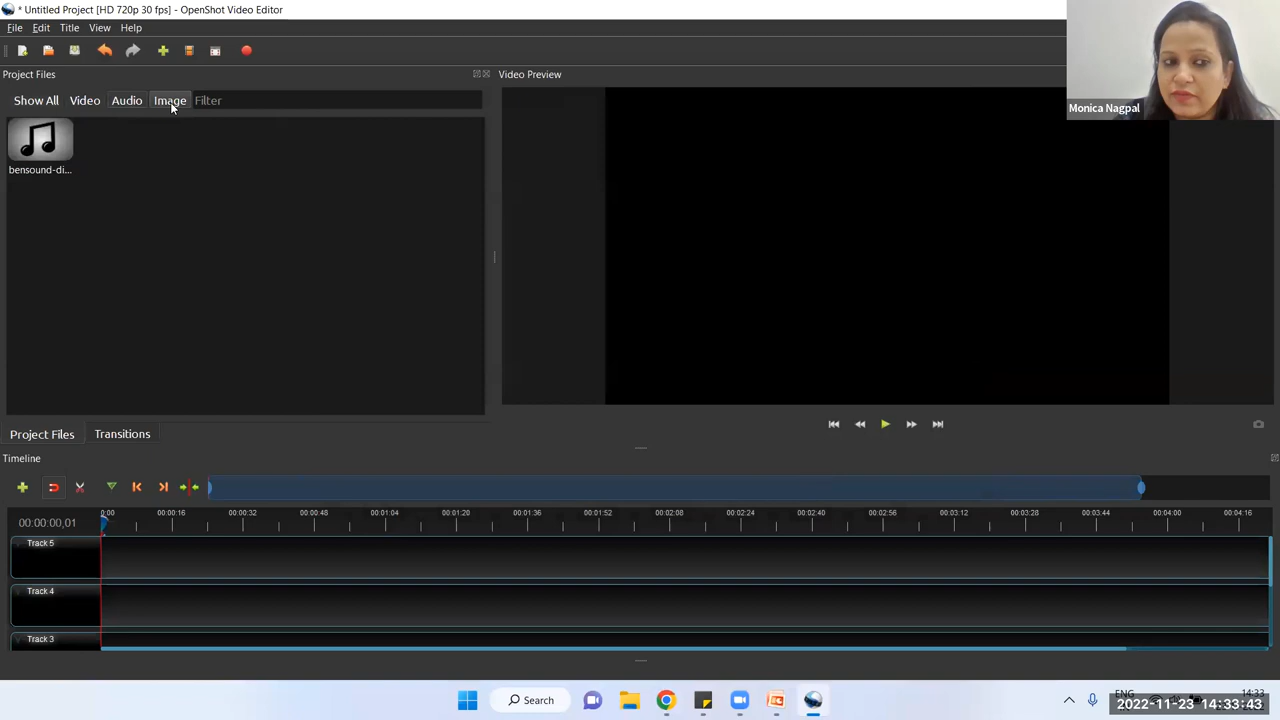 * Untitled Project [HD 720p 30 fps] - OpenShot Video Editor
File Edit Title View Help
Project Files
Video Preview
Monica Nagpal
Show All Video Audio Image Filter
bensound-di...
Project Files Transitions
Timeline
00:00:00,01
0:00 00:00:16 00:00:32 00:00:48 00:01:04 00:01:20 00:01:36 00:01:52 00:02:08 00:02:24 00:02:40 00:02:56 00:03:12 00:03:28 00:03:44 00:04:00 00:04:16
Track 5
Track 4
Track 3
Search
ENG
14:33
2022-11-23 14:33:43